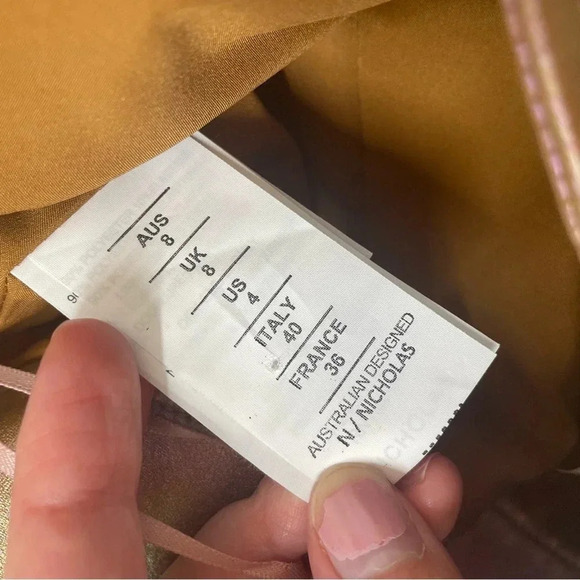 AUS
8
UK
8
US
4
ITALY
40
FRANCE
36
AUSTRALIAN DESIGNED
N / NICHOLAS